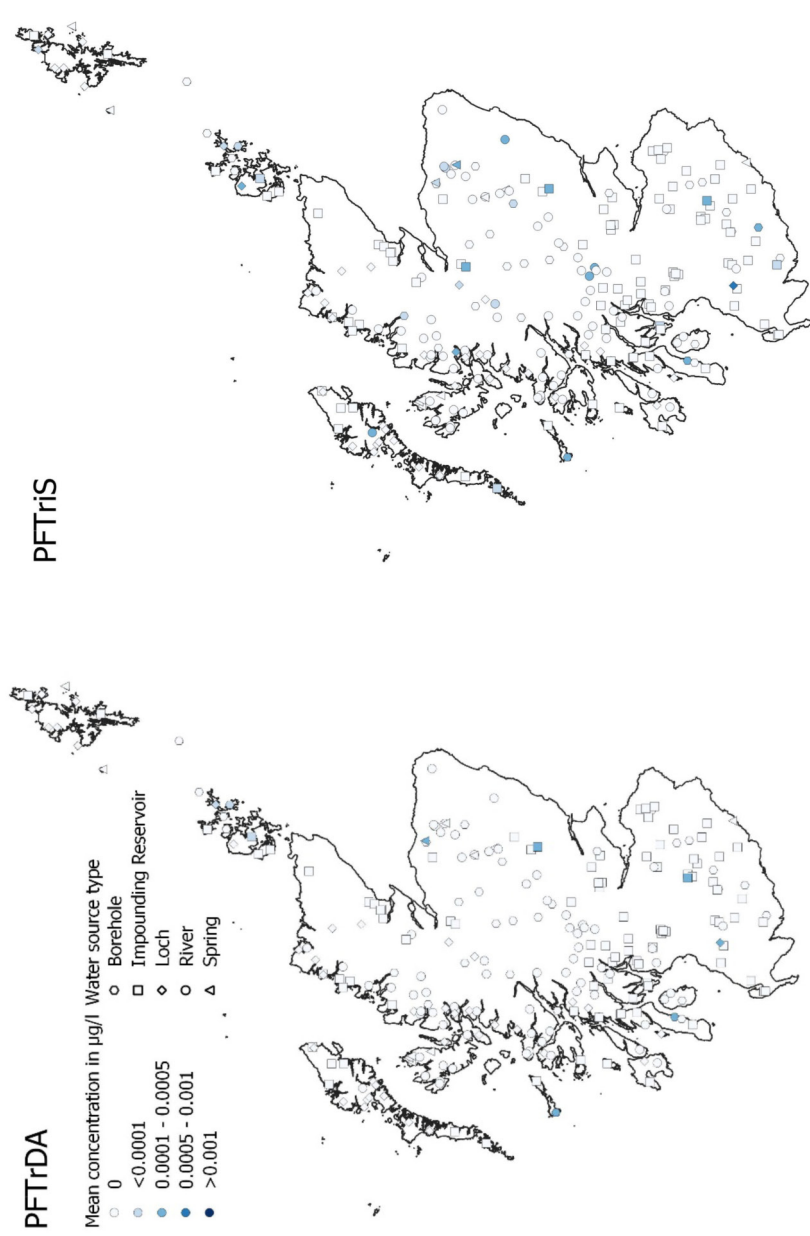 PFTrDA
Mean concentration in µg/l
0
<0.0001
0.0001 - 0.0005
0.0005 - 0.001
>0.001
Water source type
Borehole
Impounding Reservoir
Loch
River
Spring
PFTriS